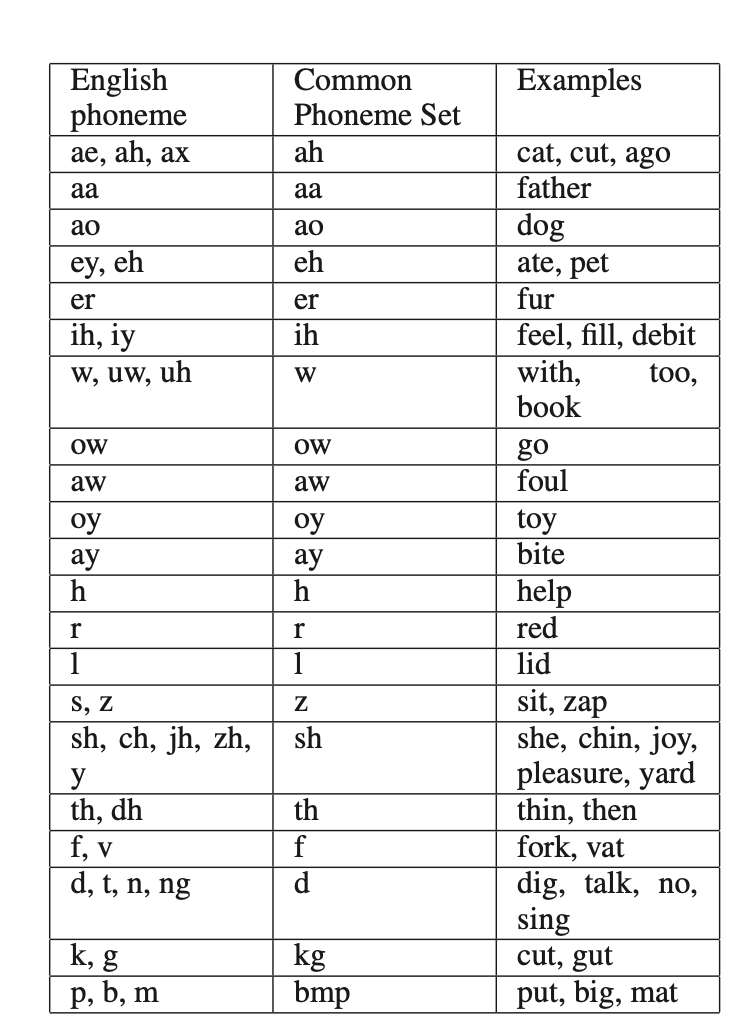 English phoneme Common Phoneme Set Examples
ae, ah, ax ah cat, cut, ago
aa aa father
ao ao dog
ey, eh eh ate, pet
er er fur
ih, iy ih feel, fill, debit
w, uw, uh w with, too, book
ow ow go
aw aw foul
oy oy toy
ay ay bite
h h help
r r red
l l lid
s, z z sit, zap
sh, ch, jh, zh, y sh she, chin, joy, pleasure, yard
th, dh th thin, then
f, v f fork, vat
d, t, n, ng d dig, talk, no, sing
k, g kg cut, gut
p, b, m bmp put, big, mat